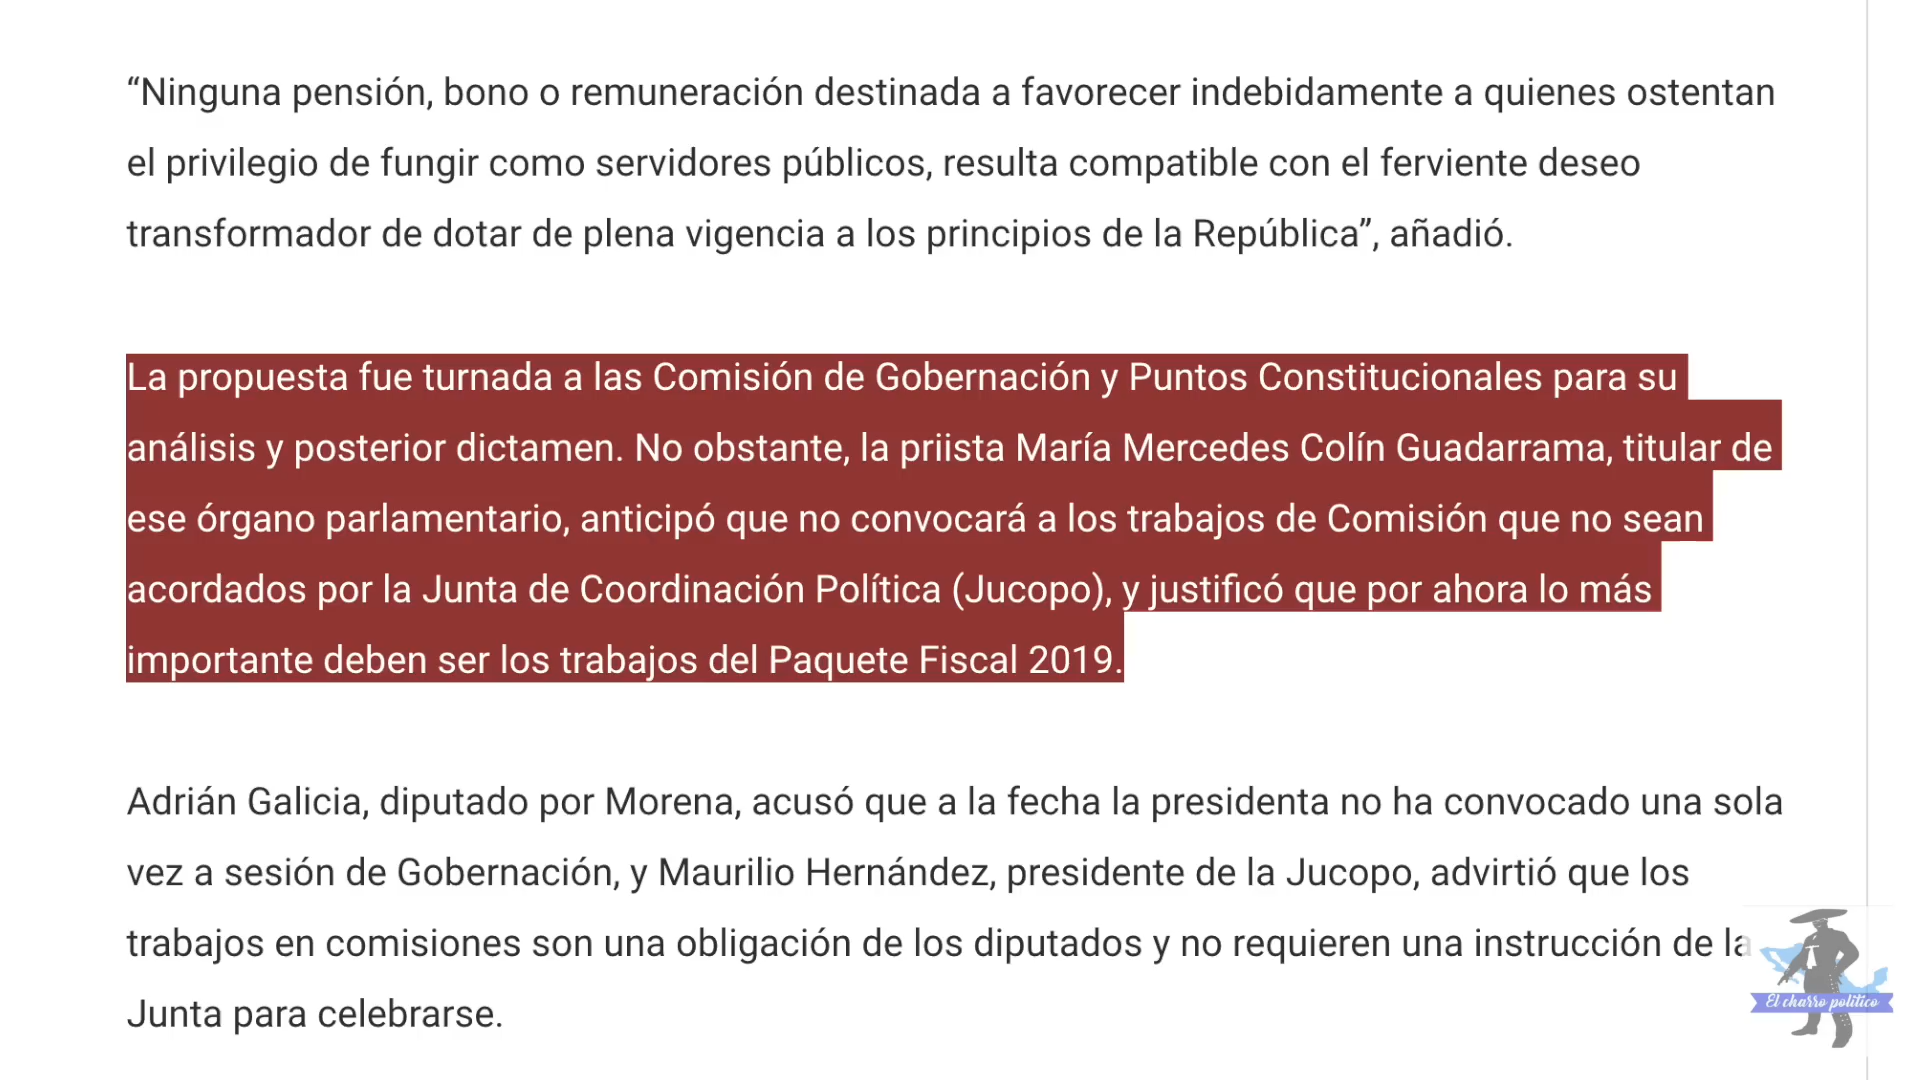 “Ninguna pensión, bono o remuneración destinada a favorecer indebidamente a quienes ostentan
el privilegio de fungir como servidores públicos, resulta compatible con el ferviente deseo
transformador de dotar de plena vigencia a los principios de la República”, añadió.
La propuesta fue turnada a las Comisión de Gobernación y Puntos Constitucionales para su
análisis y posterior dictamen. No obstante, la priista María Mercedes Colín Guadarrama, titular de
ese órgano parlamentario, anticipó que no convocará a los trabajos de Comisión que no sean
acordados por la Junta de Coordinación Política (Jucopo), y justificó que por ahora lo más
importante deben ser los trabajos del Paquete Fiscal 2019.
Adrián Galicia, diputado por Morena, acusó que a la fecha la presidenta no ha convocado una sola
vez a sesión de Gobernación, y Maurilio Hernández, presidente de la Jucopo, advirtió que los
trabajos en comisiones son una obligación de los diputados y no requieren una instrucción de la
Junta para celebrarse.
El charro político